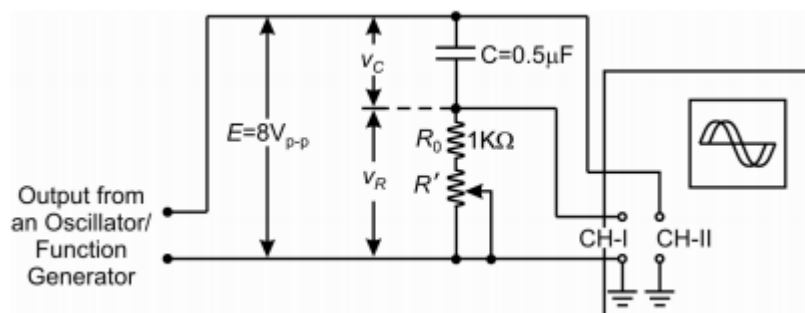 C=0.5μF
v_C
E=8V_p-p
R_0 1KΩ
v_R
R′
Output from
an Oscillator/
Function
Generator
CH-I CH-II